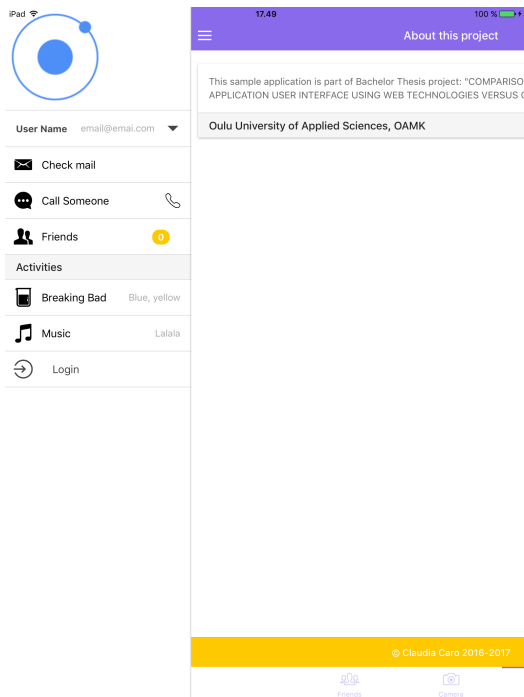 iPad 17.49 100 %
About this project
User Name email@emai.com
Check mail
Call Someone
Friends 0
Activities
Breaking Bad Blue, yellow
Music Lalala
Login
This sample application is part of Bachelor Thesis project: "COMPARISO
APPLICATION USER INTERFACE USING WEB TECHNOLOGIES VERSUS
Oulu University of Applied Sciences, OAMK
© Claudia Caro 2016-2017
Friends Camera